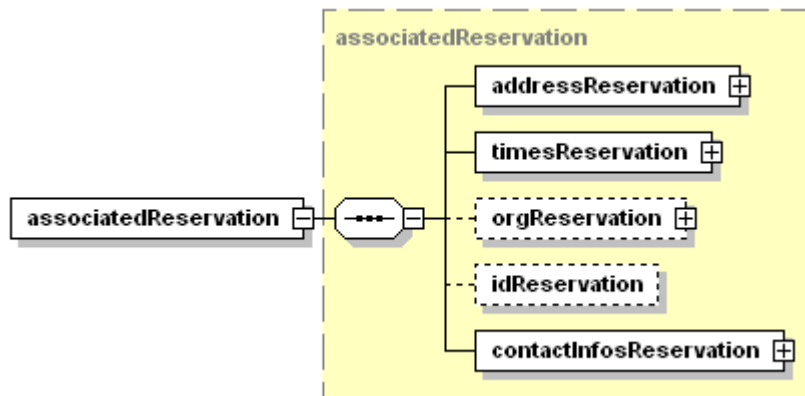 associatedReservation
addressReservation
timesReservation
associatedReservation
orgReservation
idReservation
contactInfosReservation